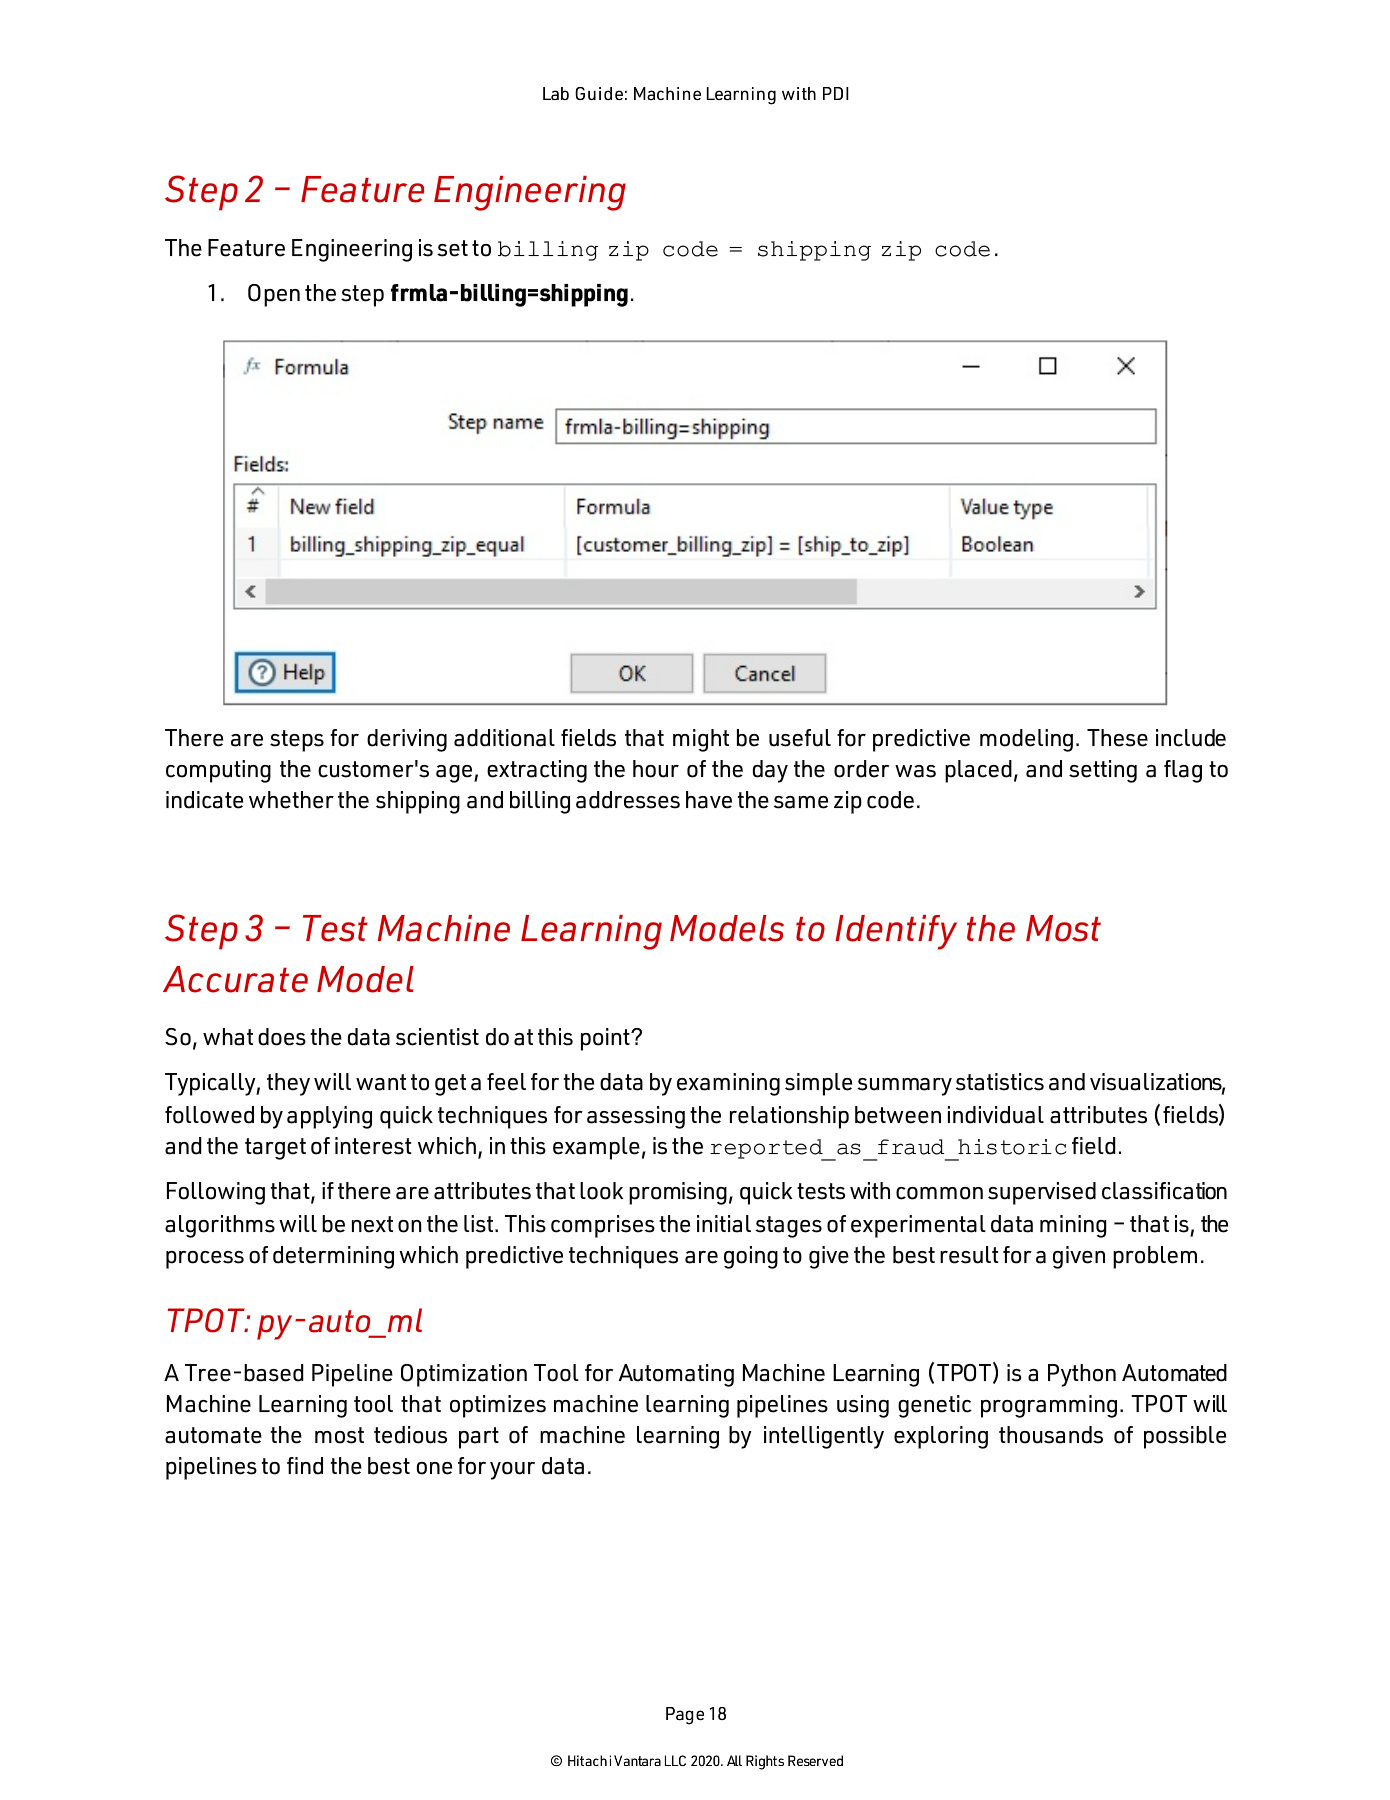 Lab Guide: Machine Learning with PDI
Step 2 – Feature Engineering
The Feature Engineering is set to billing zip code = shipping zip code.
1. Open the step frmla-billing=shipping.
fx Formula
Step name frmla-billing=shipping
Fields:
# New field Formula Value type
1 billing_shipping_zip_equal [customer_billing_zip] = [ship_to_zip] Boolean
Help OK Cancel
There are steps for deriving additional fields that might be useful for predictive modeling. These include
computing the customer's age, extracting the hour of the day the order was placed, and setting a flag to
indicate whether the shipping and billing addresses have the same zip code.
Step 3 – Test Machine Learning Models to Identify the Most
Accurate Model
So, what does the data scientist do at this point?
Typically, they will want to get a feel for the data by examining simple summary statistics and visualizations,
followed by applying quick techniques for assessing the relationship between individual attributes (fields)
and the target of interest which, in this example, is the reported_as_fraud_historic field.
Following that, if there are attributes that look promising, quick tests with common supervised classification
algorithms will be next on the list. This comprises the initial stages of experimental data mining – that is, the
process of determining which predictive techniques are going to give the best result for a given problem.
TPOT: py-auto_ml
A Tree-based Pipeline Optimization Tool for Automating Machine Learning (TPOT) is a Python Automated
Machine Learning tool that optimizes machine learning pipelines using genetic programming. TPOT will
automate the most tedious part of machine learning by intelligently exploring thousands of possible
pipelines to find the best one for your data.
Page 18
© Hitachi Vantara LLC 2020. All Rights Reserved